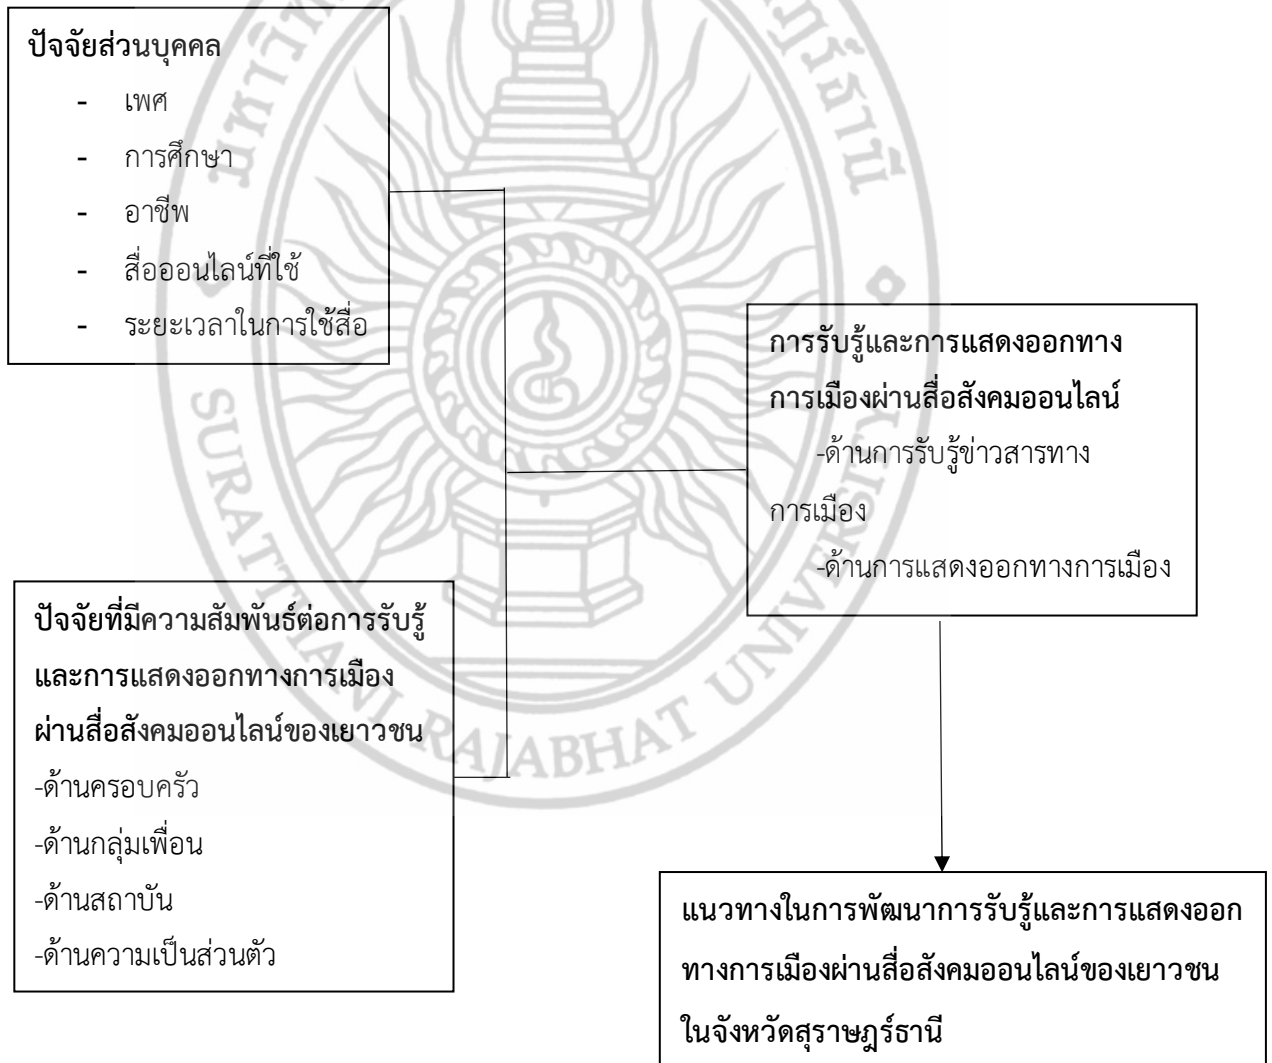 ปัจจัยส่วนบุคคล
- เพศ
- การศึกษา
- อาชีพ
- สื่อออนไลน์ที่ใช้
- ระยะเวลาในการใช้สื่อ
การรับรู้และการแสดงออกทาง
การเมืองผ่านสื่อสังคมออนไลน์
-ด้านการรับรู้ข่าวสารทาง
การเมือง
-ด้านการแสดงออกทางการเมือง
ปัจจัยที่มีความสัมพันธ์ต่อการรับรู้
และการแสดงออกทางการเมือง
ผ่านสื่อสังคมออนไลน์ของเยาวชน
-ด้านครอบครัว
-ด้านกลุ่มเพื่อน
-ด้านสถาบัน
-ด้านความเป็นส่วนตัว
แนวทางในการพัฒนาการรับรู้และการแสดงออก
ทางการเมืองผ่านสื่อสังคมออนไลน์ของเยาวชน
ในจังหวัดสุราษฎร์ธานี
SURATTHANI RAJABHAT UNIVERSITY